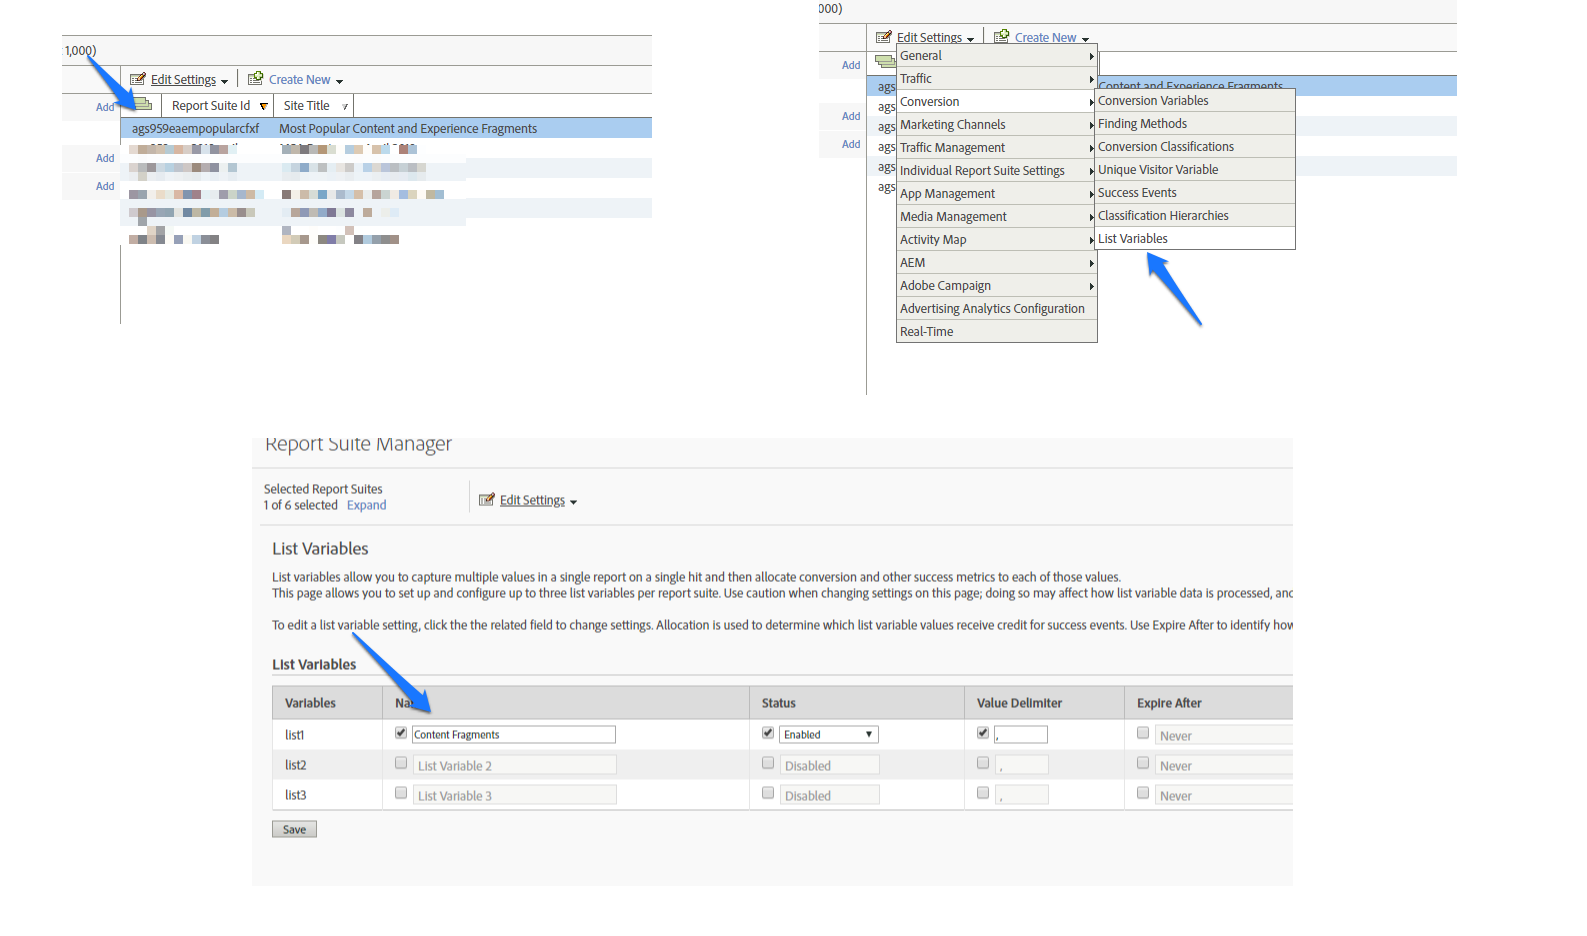 1,000)
Edit Settings
Create New
Add
Report Suite Id
Site Title
ags959eaempopularcfxf
Most Popular Content and Experience Fragments
Add
Add
000)
Edit Settings
Create New
Add
General
Traffic
ags
Content and Experience Fragments
Conversion
Conversion Variables
ags
Add
Marketing Channels
Finding Methods
ags
Add
Traffic Management
Conversion Classifications
ags
Individual Report Suite Settings
Unique Visitor Variable
ags
App Management
Success Events
ags
Media Management
Classification Hierarchies
Activity Map
List Variables
AEM
Adobe Campaign
Advertising Analytics Configuration
Real-Time
Report Suite Manager
Selected Report Suites
1 of 6 selected Expand
Edit Settings
List Variables
List variables allow you to capture multiple values in a single report on a single hit and then allocate conversion and other success metrics to each of those values.
This page allows you to set up and configure up to three list variables per report suite. Use caution when changing settings on this page; doing so may affect how list variable data is processed, and
To edit a list variable setting, click the the related field to change settings. Allocation is used to determine which list variable values receive credit for success events. Use Expire After to identify how
List Variables
Variables Na Status Value Delimiter Expire After
list1 Content Fragments Enabled , Never
list2 List Variable 2 Disabled , Never
list3 List Variable 3 Disabled , Never
Save